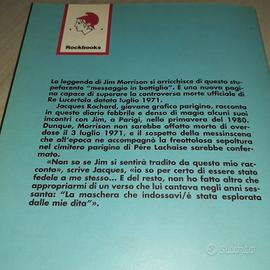 Rockbooks
La leggenda di Jim Morrison si arricchisce di questo stu-
pefacente "messaggio in bottiglia". È una nuova pagi-
na capace di superare la controversa morte ufficiale di
Re Lucertola datato luglio 1971.
Jacques Rochard, giovane grafico parigino, racconta
in questo diario febbrile e denso di magia alcuni suoi
incontri con Jim, a Parigi, nella primavera del 1980.
Dunque, Morrison non sarebbe affatto morto di over-
dose il 3 luglio 1971, e il sospetto della messinscena
che all'epoca ne accompagnò la frettolosa sepoltura
nel cimitero parigino di Père Lachaise sarebbe confer-
mato.
«Non so se Jim si sentirà tradito da questo mio rac-
conto», scrive Jacques, «io so per certo di essere stato
fedele a me stesso... E del resto, non ho fatto altro che
appropriarmi di un verso che lui cantava negli anni ses-
santa: "La maschera che indossavi/è stata esplorata
dalle mie dita"».
subito